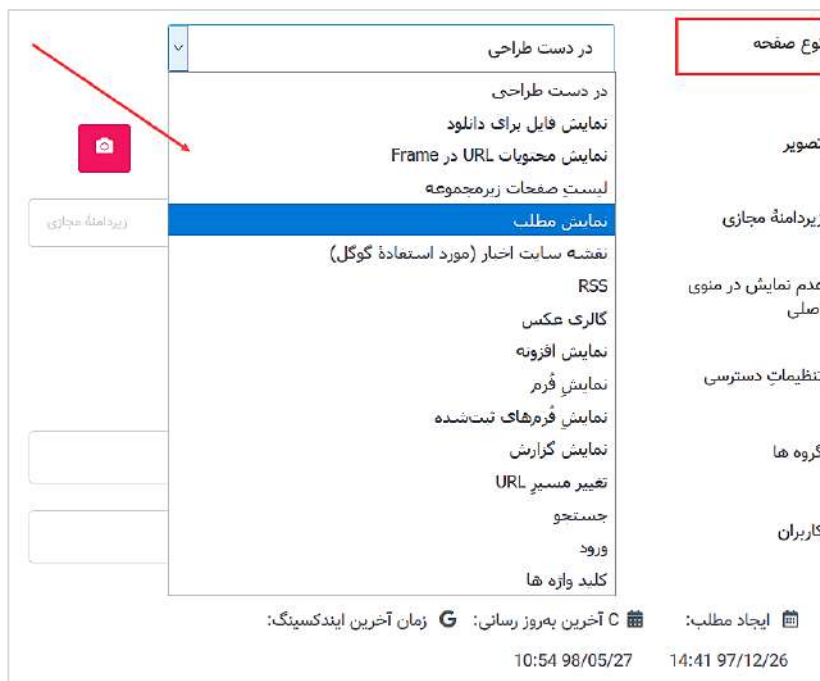 نوع صفحه
در دست طراحی
در دست طراحی
نمایش فایل برای دانلود
نمایش محتویات URL در Frame
لیستِ صفحات زیرمجموعه
نمایش مطلب
نقشه سایت اخبار (مورد استفادهٔ گوگل)
RSS
گالری عکس
نمایش افزونه
نمایشِ فُرم
نمایشِ فُرم‌های ثبت‌شده
نمایش گزارش
تغییر مسیرِ URL
جستجو
ورود
کلید واژه ها
تصویر
زیردامنهٔ مجازی
زیردامنهٔ مجازی
عدم نمایش در منوی
اصلی
تنظیماتِ دسترسی
گروه ها
کاربران
ایجاد مطلب: C آخرین به‌روز رسانی: G زمان آخرین ایندکسینگ:
14:41 97/12/26 10:54 98/05/27